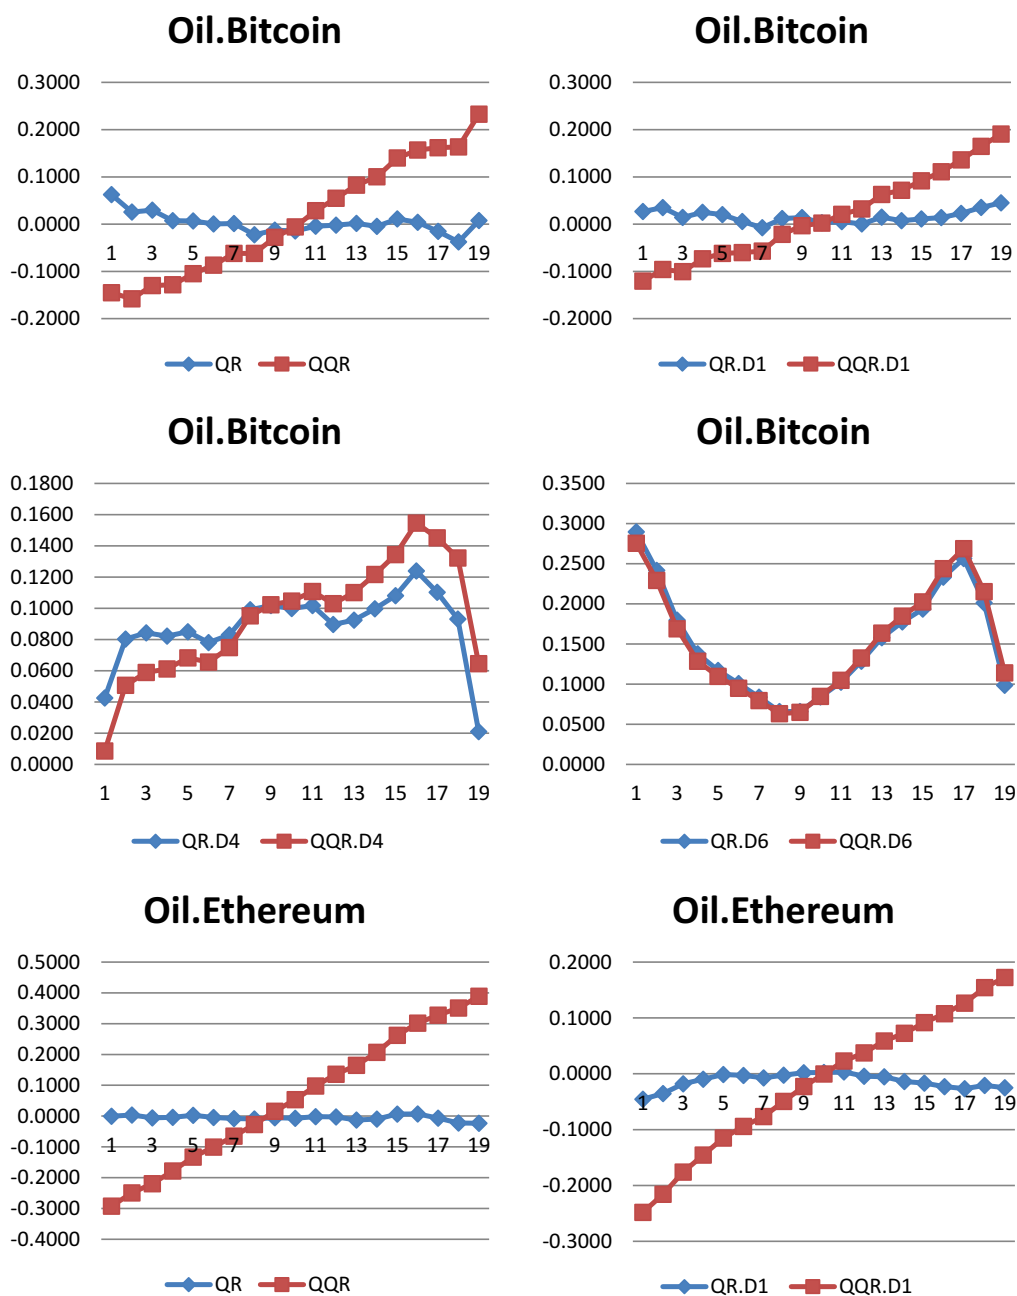 Oil.Bitcoin
0.3000
0.2000
0.1000
0.0000
-0.1000
-0.2000
1 3 5 7 9 11 13 15 17 19
QR QQR
Oil.Bitcoin
0.3000
0.2000
0.1000
0.0000
-0.1000
-0.2000
1 3 5 7 9 11 13 15 17 19
QR.D1 QQR.D1
Oil.Bitcoin
0.1800
0.1600
0.1400
0.1200
0.1000
0.0800
0.0600
0.0400
0.0200
0.0000
1 3 5 7 9 11 13 15 17 19
QR.D4 QQR.D4
Oil.Bitcoin
0.3500
0.3000
0.2500
0.2000
0.1500
0.1000
0.0500
0.0000
1 3 5 7 9 11 13 15 17 19
QR.D6 QQR.D6
Oil.Ethereum
0.5000
0.4000
0.3000
0.2000
0.1000
0.0000
-0.1000
-0.2000
-0.3000
-0.4000
1 3 5 7 9 11 13 15 17 19
QR QQR
Oil.Ethereum
0.2000
0.1000
0.0000
-0.1000
-0.2000
-0.3000
1 3 5 7 9 11 13 15 17 19
QR.D1 QQR.D1